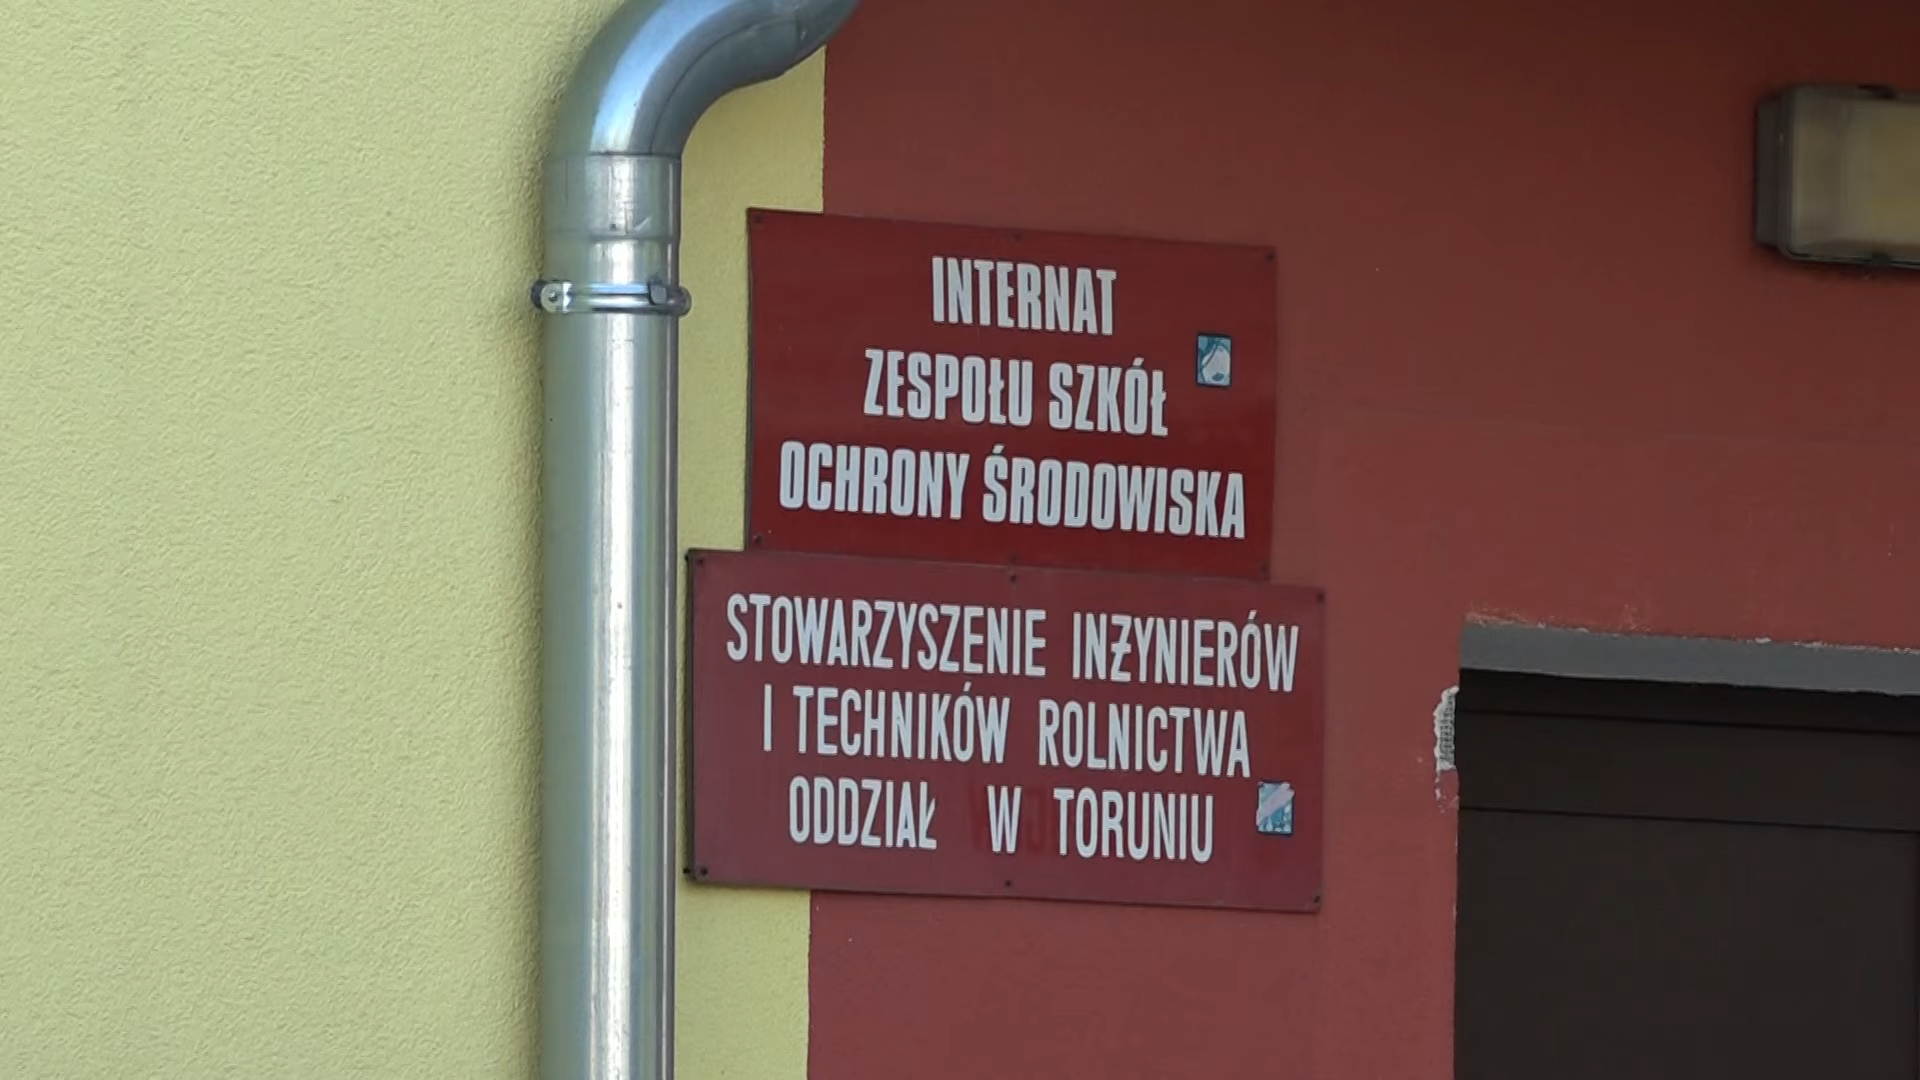 INTERNAT
ZESPOŁU SZKÓŁ
OCHRONY ŚRODOWISKA
STOWARZYSZENIE INŻYNIERÓW
I TECHNIKÓW ROLNICTWA
ODDZIAŁ W TORUNIU